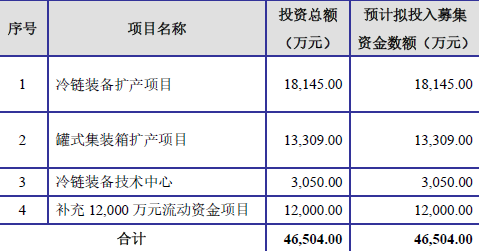 序号 项目名称 投资总额（万元） 预计拟投入募集资金数额（万元）
1 冷链装备扩产项目 18,145.00 18,145.00
2 罐式集装箱扩产项目 13,309.00 13,309.00
3 冷链装备技术中心 3,050.00 3,050.00
4 补充 12,000 万元流动资金项目 12,000.00 12,000.00
合计 46,504.00 46,504.00